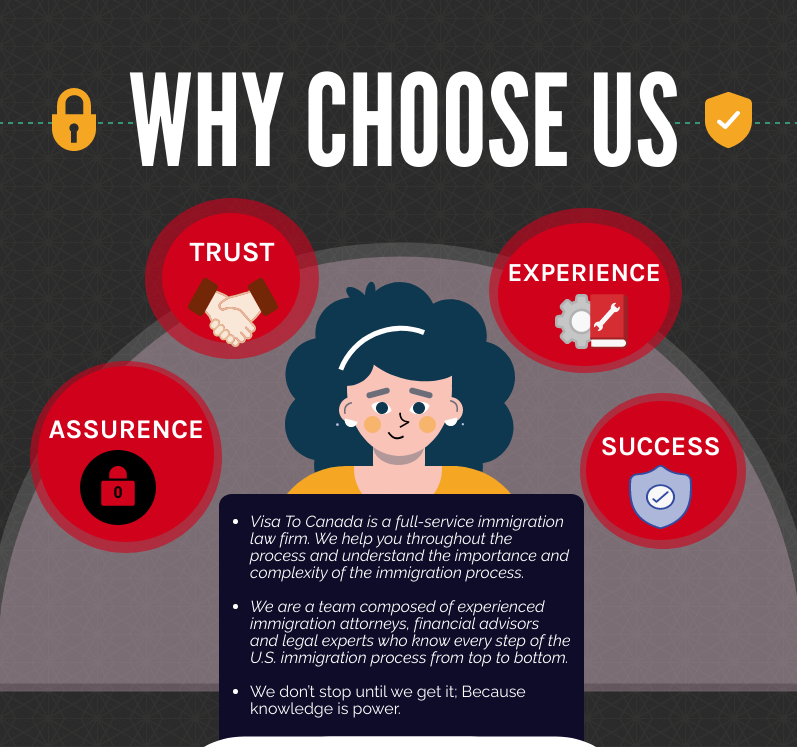 WHY CHOOSE US
TRUST
EXPERIENCE
ASSURENCE
0
SUCCESS
• Visa To Canada is a full-service immigration
law firm. We help you throughout the
process and understand the importance and
complexity of the immigration process.
• We are a team composed of experienced
immigration attorneys, financial advisors
and legal experts who know every step of the
U.S. immigration process from top to bottom.
• We don't stop until we get it; Because
knowledge is power.